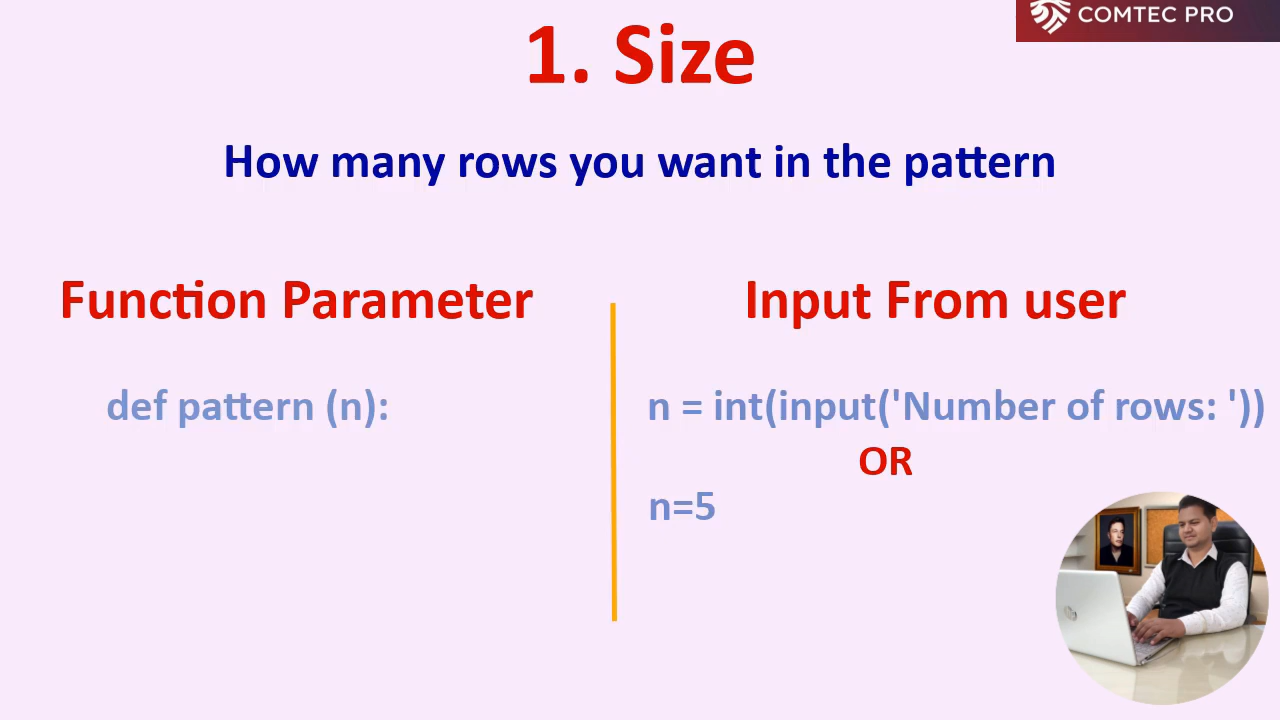 COMTEC PRO
1. Size
How many rows you want in the pattern
Function Parameter
def pattern (n):
Input From user
n = int(input('Number of rows: '))
OR
n=5